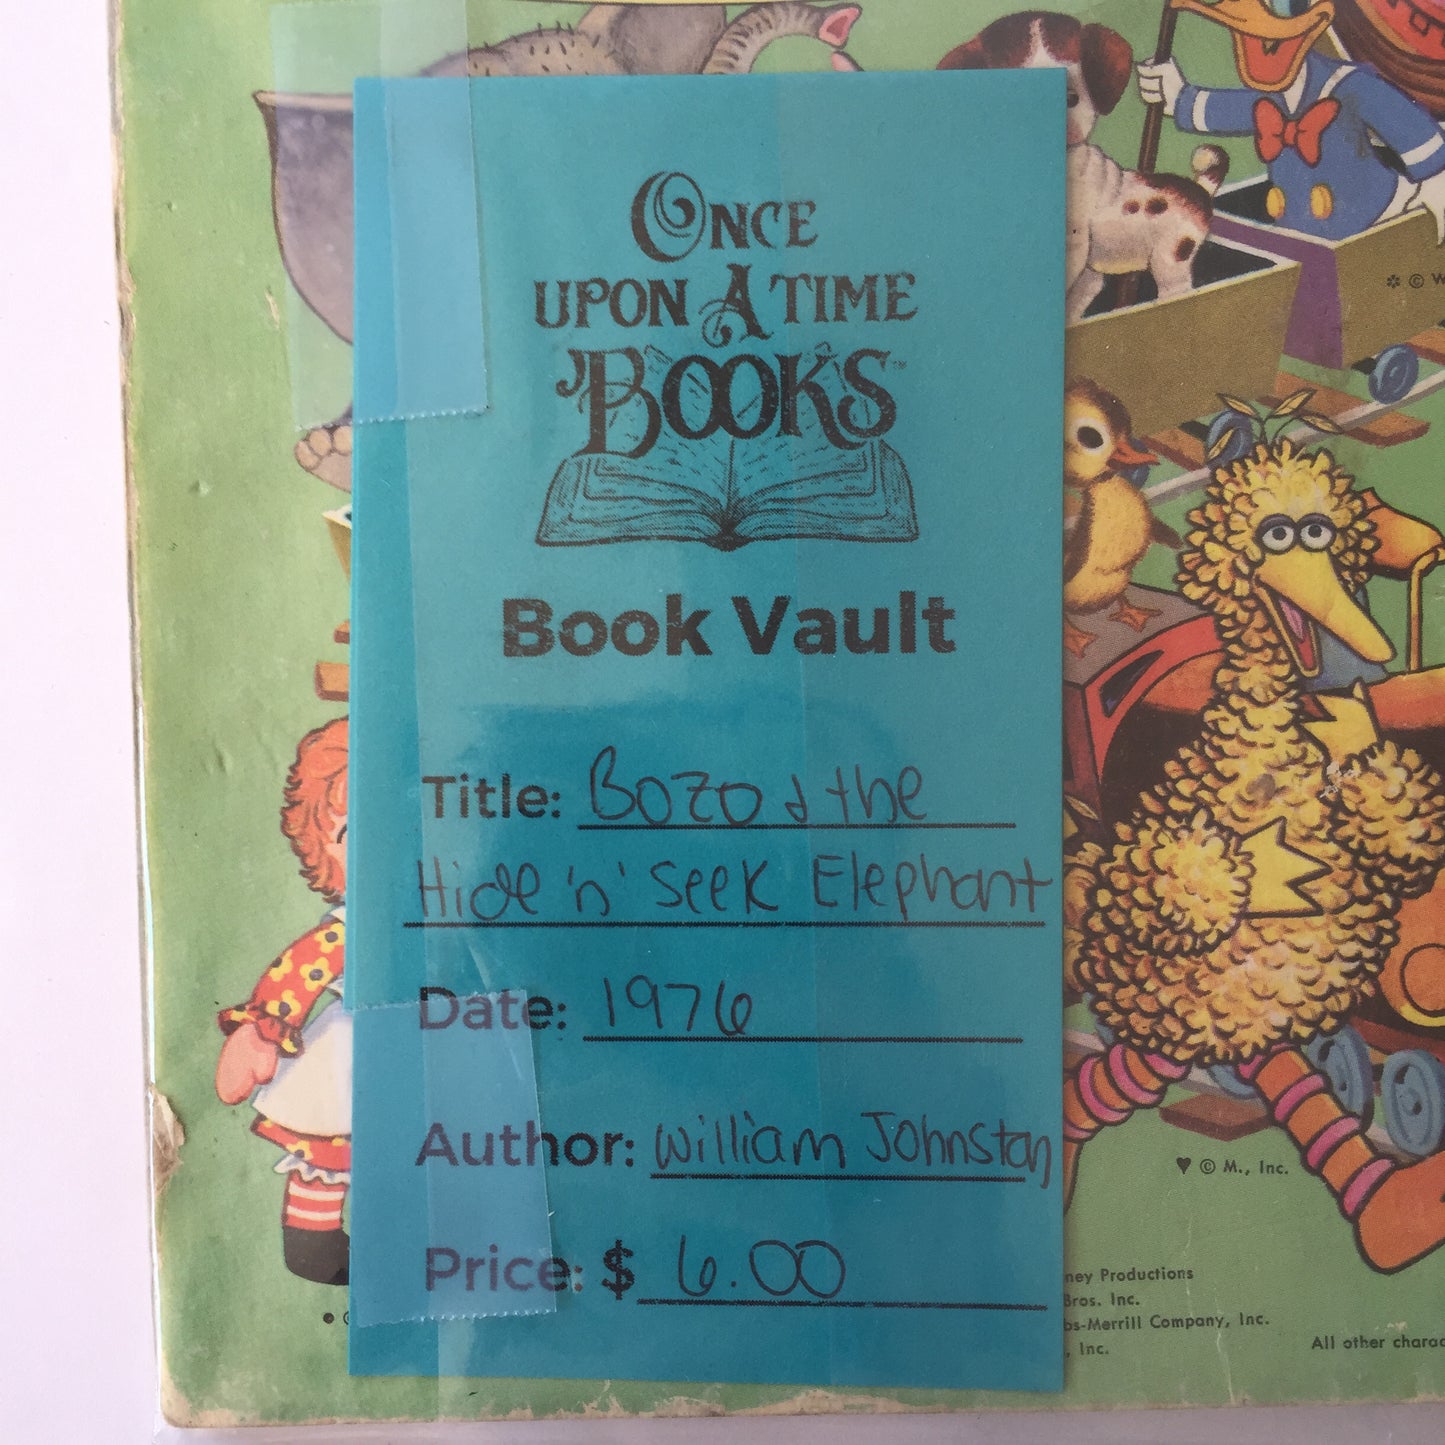 ONCE
UPON A TIME
BOOKS™
Book Vault
Title: Bozo & the
Hide 'n' Seek Elephant
Date: 1976
Author: William Johnston
Price: $ 6.00
✲ © W
♥ © M., Inc.
ney Productions
Bros. Inc.
bs-Merrill Company, Inc.
, Inc.
All other charac
• ©